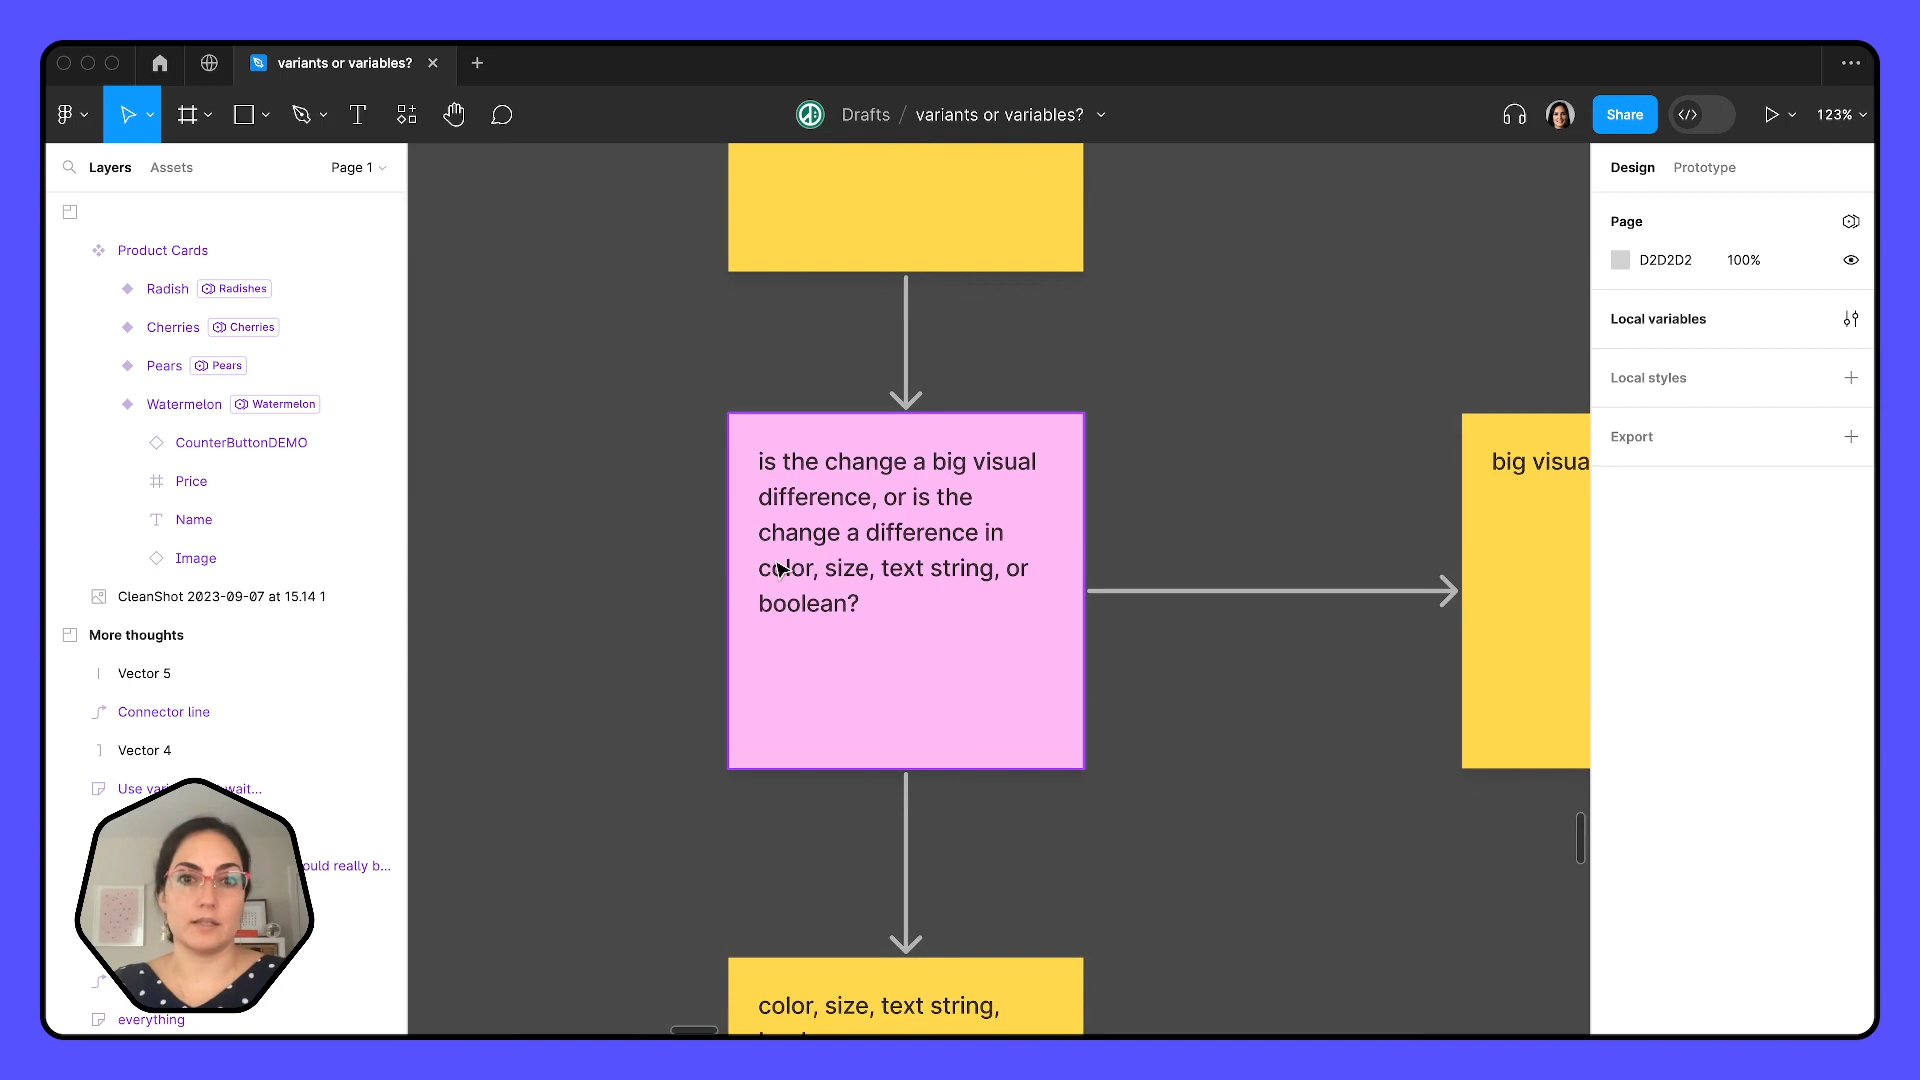 variants or variables?
Drafts / variants or variables?
Share
123%
Layers
Assets
Page 1
Product Cards
Radish
Radishes
Cherries
Cherries
Pears
Pears
Watermelon
Watermelon
CounterButtonDEMO
Price
Name
Image
CleanShot 2023-09-07 at 15.14 1
More thoughts
Vector 5
Connector line
Vector 4
Use wait...
ould really b...
everything
is the change a big visual
difference, or is the
change a difference in
color, size, text string, or
boolean?
big visua
color, size, text string,
Design
Prototype
Page
D2D2D2
100%
Local variables
Local styles
Export